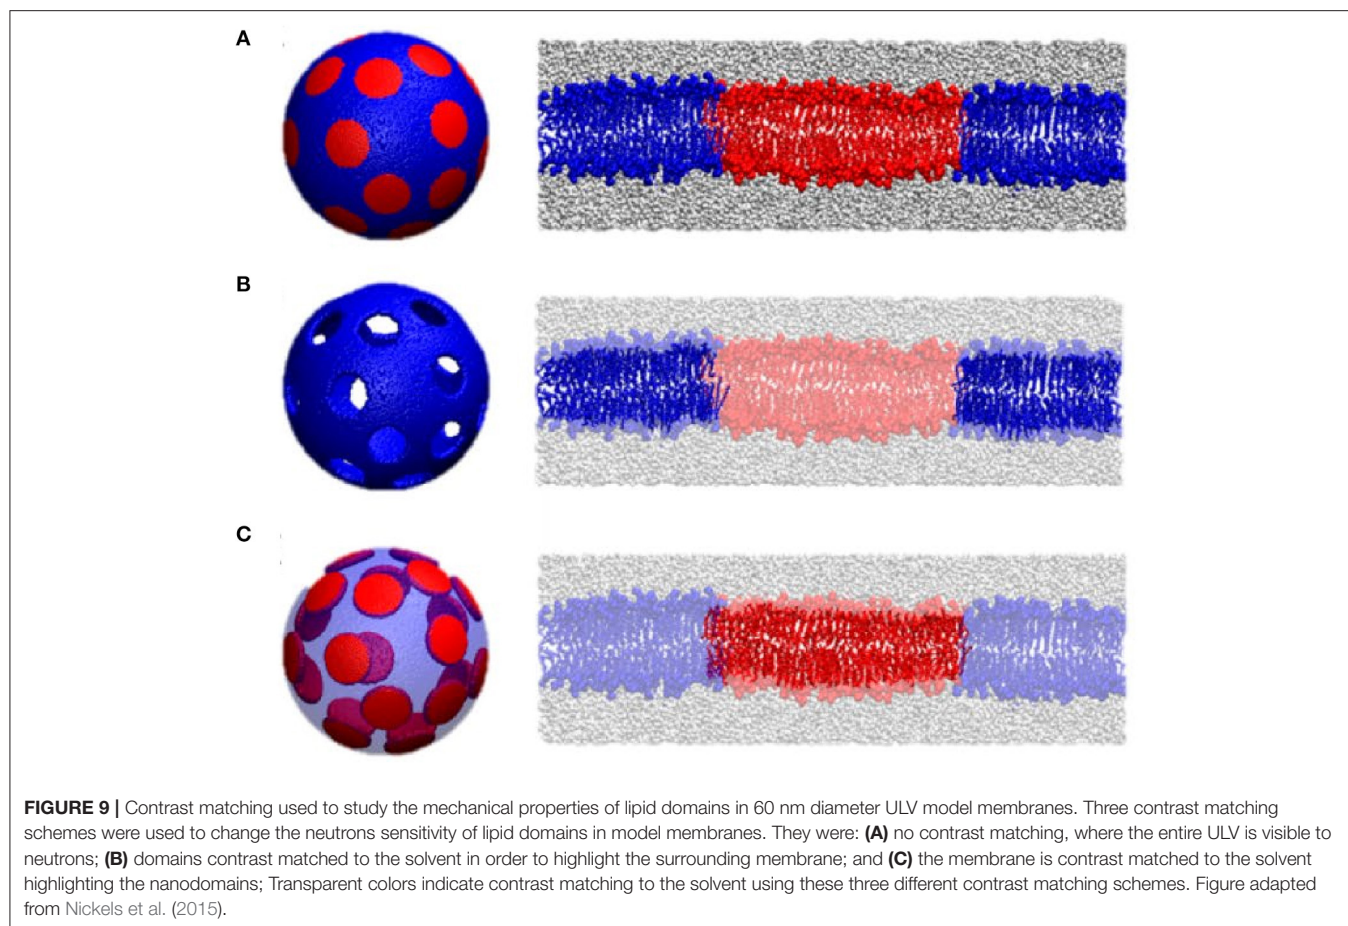 A
B
C
FIGURE 9 | Contrast matching used to study the mechanical properties of lipid domains in 60 nm diameter ULV model membranes. Three contrast matching
schemes were used to change the neutrons sensitivity of lipid domains in model membranes. They were: (A) no contrast matching, where the entire ULV is visible to
neutrons; (B) domains contrast matched to the solvent in order to highlight the surrounding membrane; and (C) the membrane is contrast matched to the solvent
highlighting the nanodomains; Transparent colors indicate contrast matching to the solvent using these three different contrast matching schemes. Figure adapted
from Nickels et al. (2015).